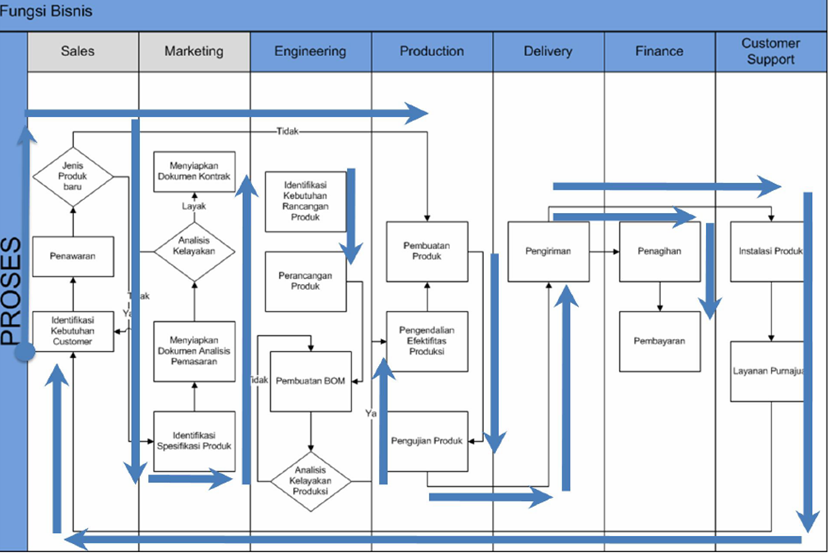 Fungsi Bisnis
Sales
Marketing
Engineering
Production
Delivery
Finance
Customer
Support
PROSES
Tidak
Jenis
Produk
baru
Penawaran
Identifikasi
Kebutuhan
Customer
Ya
Menyiapkan
Dokumen Kontrak
Layak
Analisis
Kelayakan
Menyiapkan
Dokumen Analisis
Pemasaran
Identifikasi
Spesifikasi Produk
Identifikasi
Kebutuhan
Rancangan
Produk
Perancangan
Produk
Pembuatan BOM
Analisis
Kelayakan
Produksi
Ya
Pembuatan
Produk
Pengendalian
Efektifitas
Produksi
Pengujian Produk
Pengiriman
Penagihan
Pembayaran
Instalasi Produk
Layanan